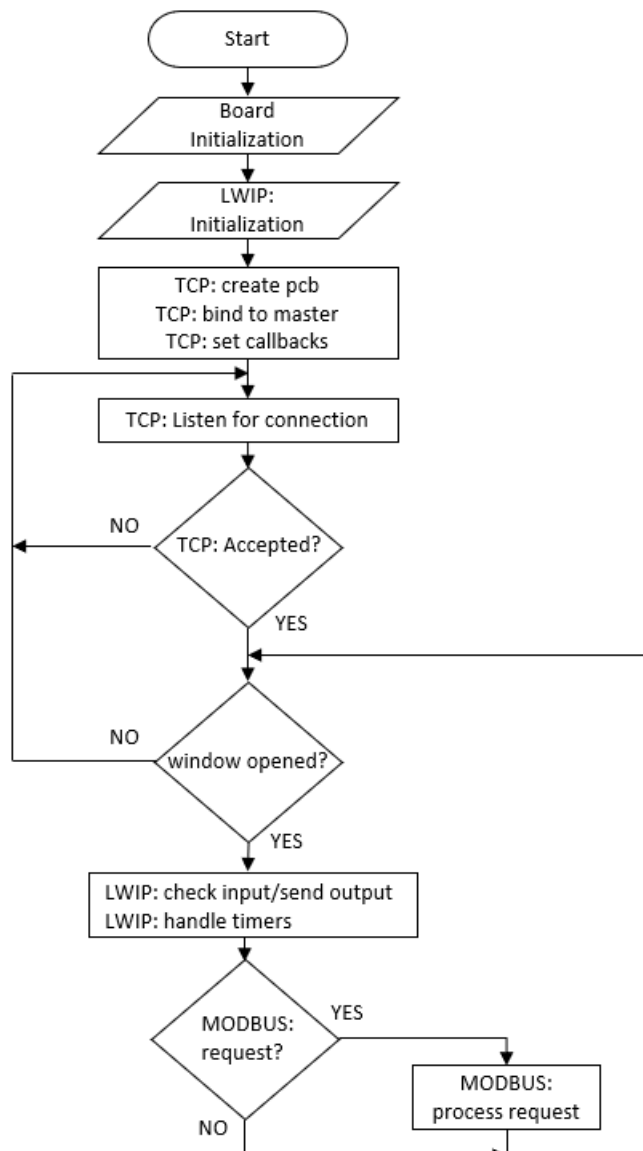 Start
Board
Initialization
LWIP:
Initialization
TCP: create pcb
TCP: bind to master
TCP: set callbacks
TCP: Listen for connection
NO
TCP: Accepted?
YES
NO
window opened?
YES
LWIP: check input/send output
LWIP: handle timers
YES
MODBUS:
request?
MODBUS:
process request
NO